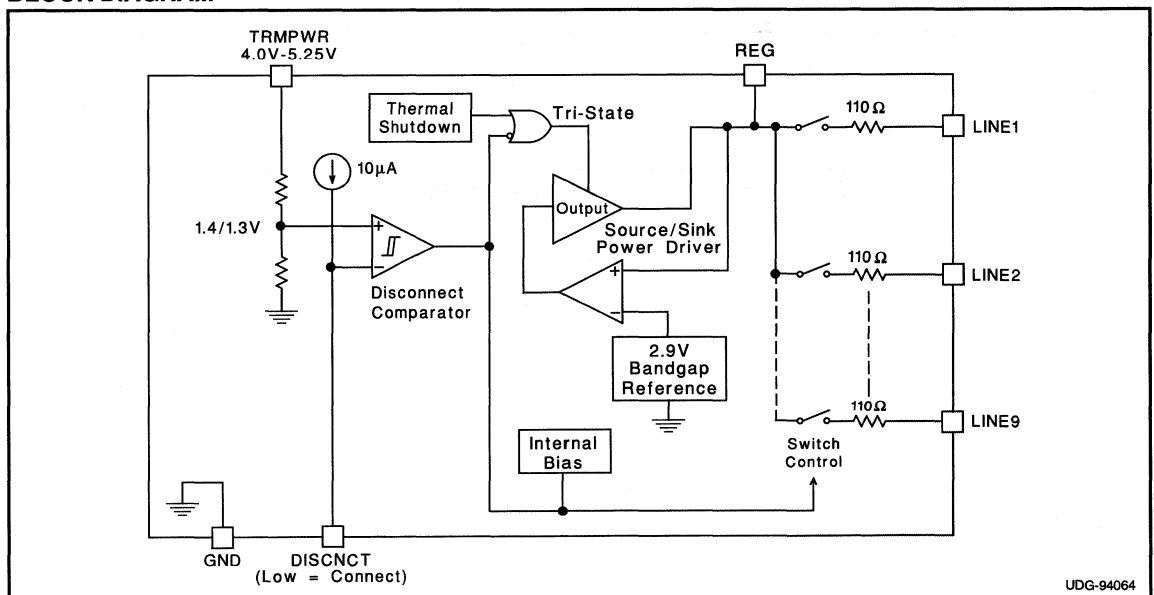 TRMPWR
4.0V-5.25V
REG
Thermal
Shutdown
Tri-State
110Ω
LINE1
10µA
Output
1.4/1.3V
+
−
Source/Sink
Power Driver
110Ω
LINE2
Disconnect
Comparator
+
−
2.9V
Bandgap
Reference
110Ω
LINE9
Internal
Bias
Switch
Control
GND
DISCNCT
(Low = Connect)
UDG-94064